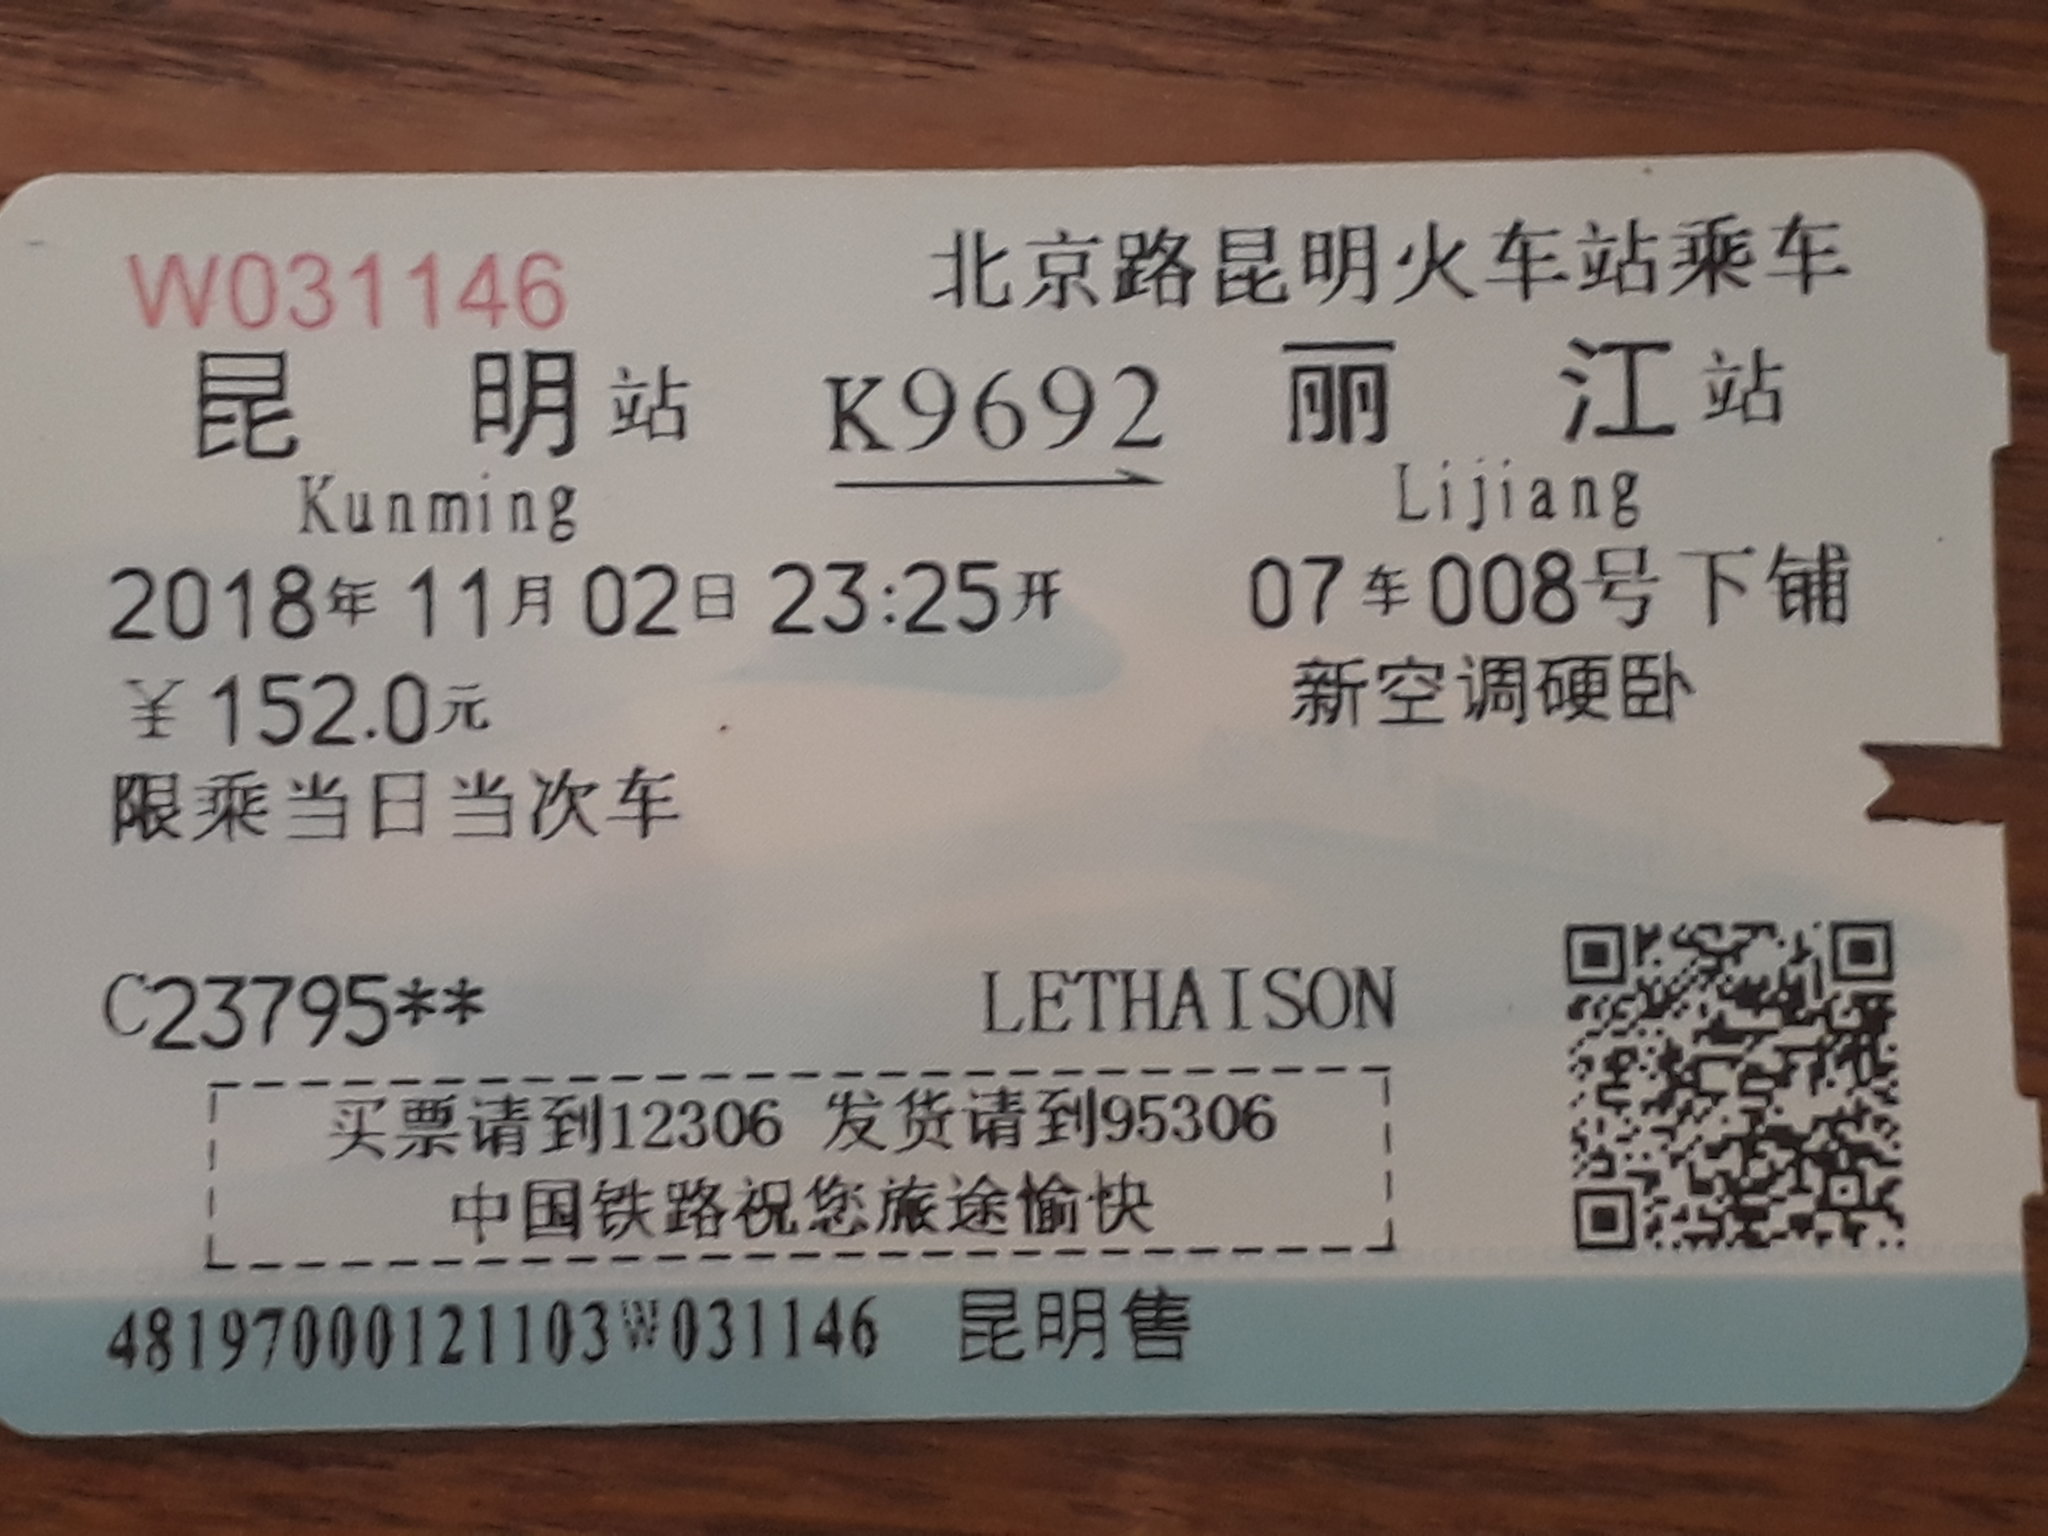 W031146 北京路昆明火车站乘车
昆 明站 K9692 丽 江站
Kunming Lijiang
2018年11月02日23:25开 07车008号下铺
￥152.0元 新空调硬卧
限乘当日当次车
C23795** LETHAISON
买票请到12306 发货请到95306
中国铁路祝您旅途愉快
48197000121103W031146 昆明售